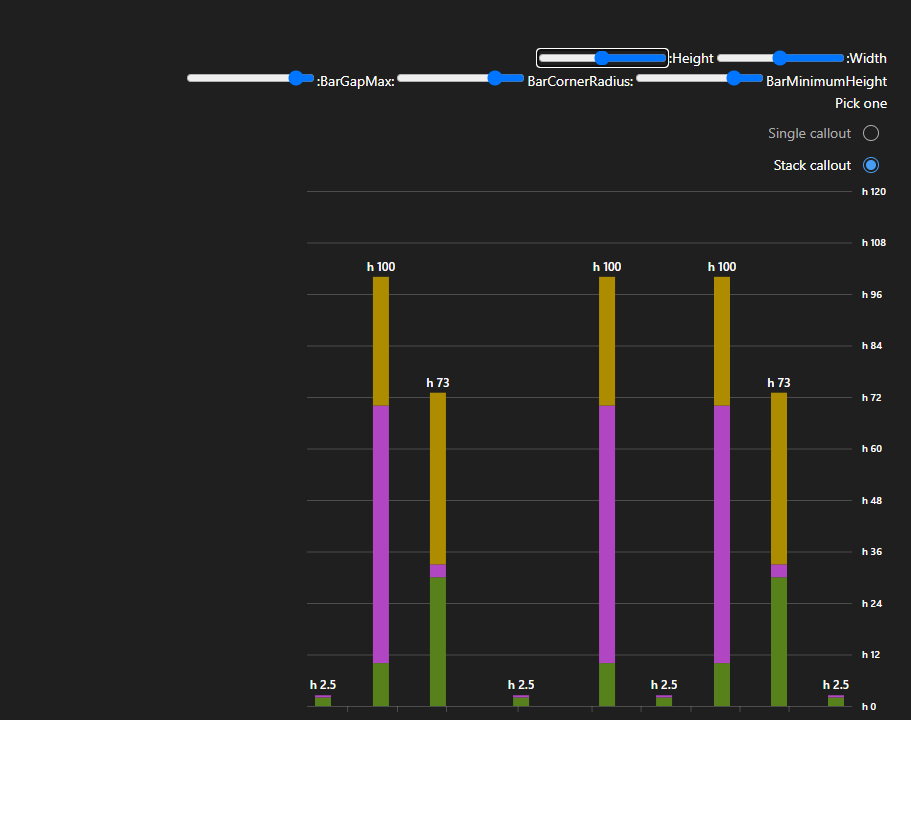 :Width :Height
BarMinimumHeight BarCornerRadius: :BarGapMax:
Pick one
Single callout
Stack callout
h 120
h 108
h 100 h 100 h 100
h 96
h 84
h 73 h 73
h 72
h 60
h 48
h 36
h 24
h 12
h 2.5 h 2.5 h 2.5 h 2.5
h 0